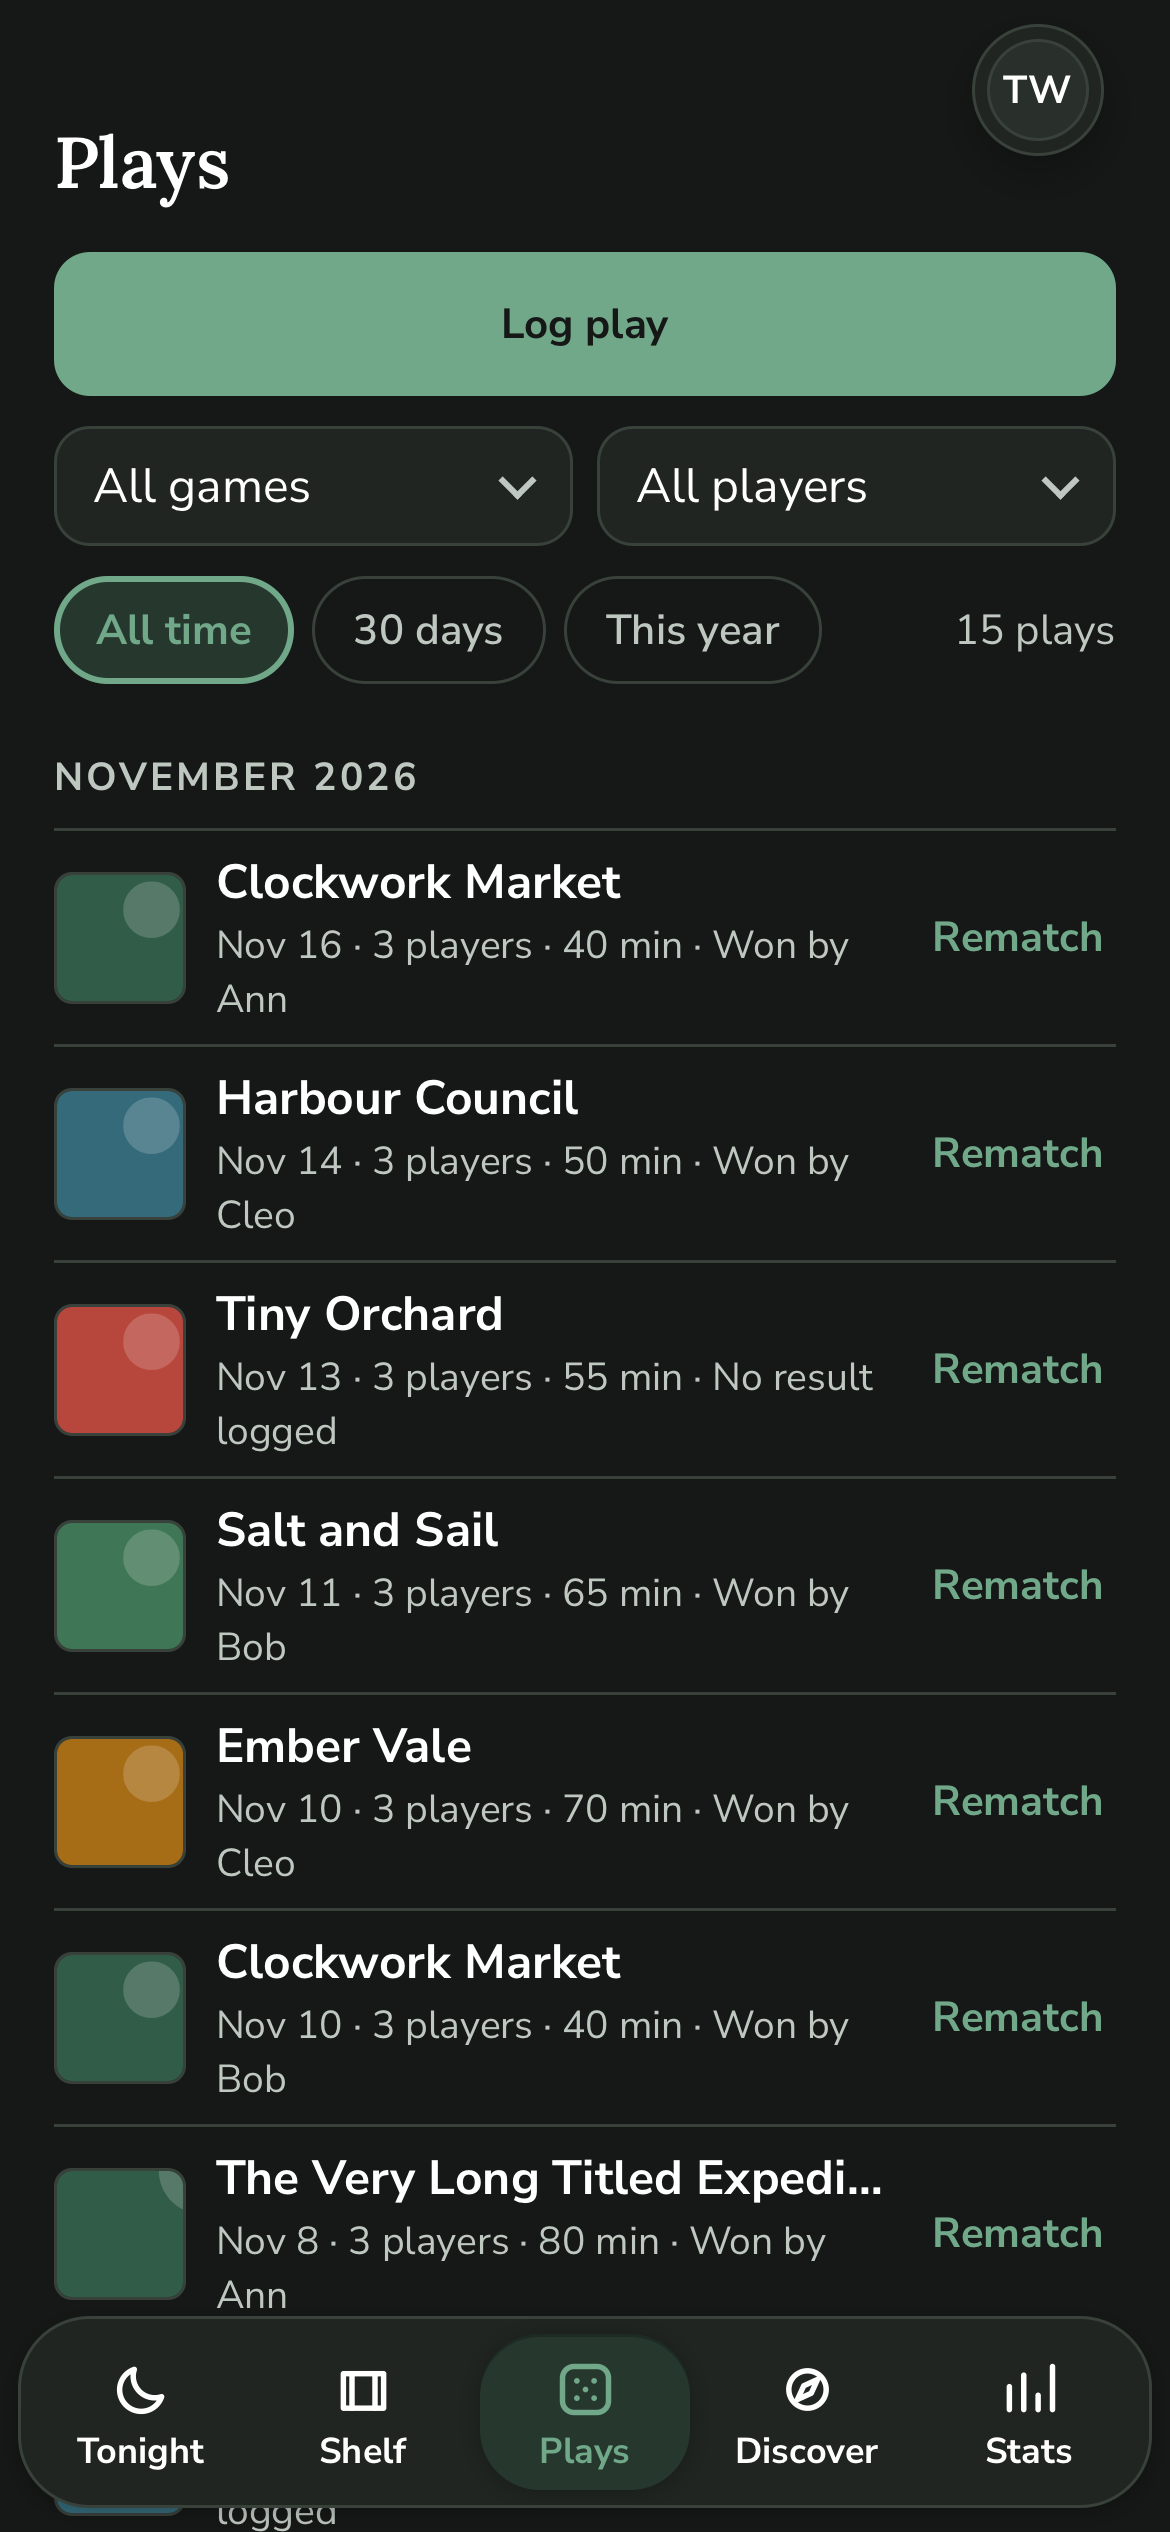 TW
Plays
Log play
All games
All players
All time
30 days
This year
15 plays
NOVEMBER 2026
Clockwork Market
Nov 16 · 3 players · 40 min · Won by
Ann
Rematch
Harbour Council
Nov 14 · 3 players · 50 min · Won by
Cleo
Rematch
Tiny Orchard
Nov 13 · 3 players · 55 min · No result
logged
Rematch
Salt and Sail
Nov 11 · 3 players · 65 min · Won by
Bob
Rematch
Ember Vale
Nov 10 · 3 players · 70 min · Won by
Cleo
Rematch
Clockwork Market
Nov 10 · 3 players · 40 min · Won by
Bob
Rematch
The Very Long Titled Expedi...
Nov 8 · 3 players · 80 min · Won by
Ann
Rematch
Tonight
Shelf
Plays
Discover
Stats
logged